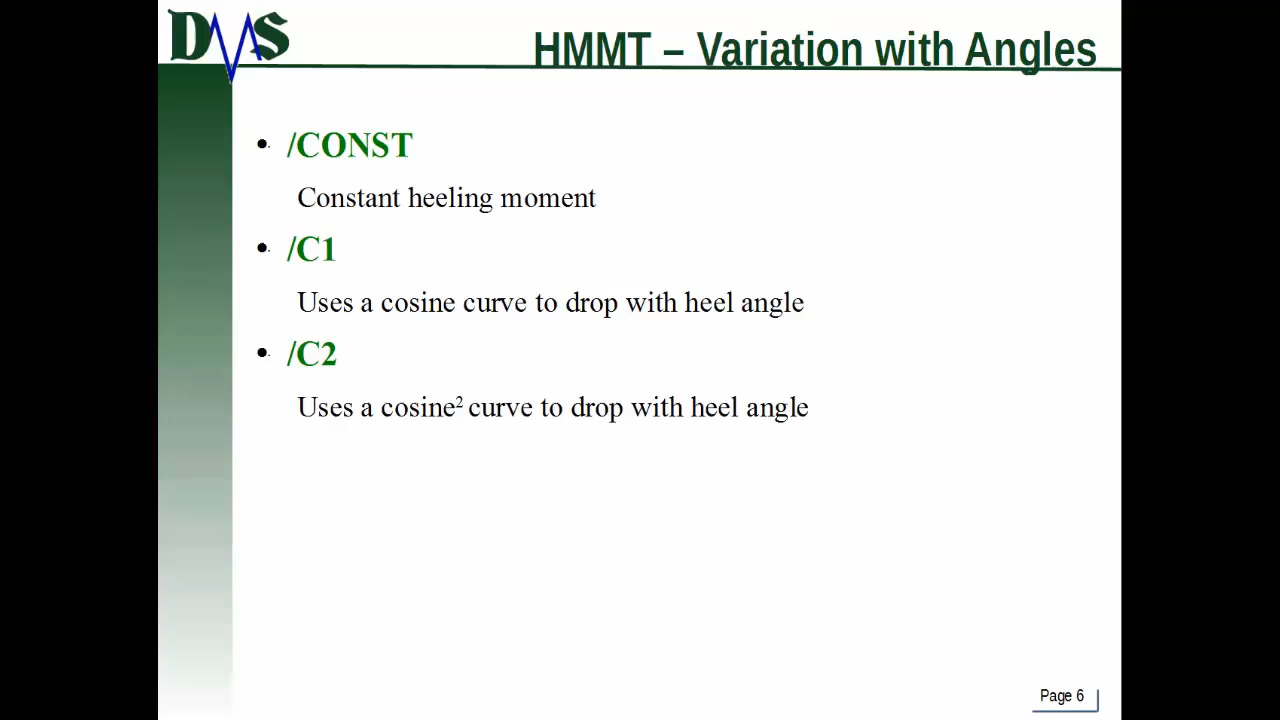 DMS
HMMT – Variation with Angles
• /CONST
Constant heeling moment
• /C1
Uses a cosine curve to drop with heel angle
• /C2
Uses a cosine² curve to drop with heel angle
Page 6